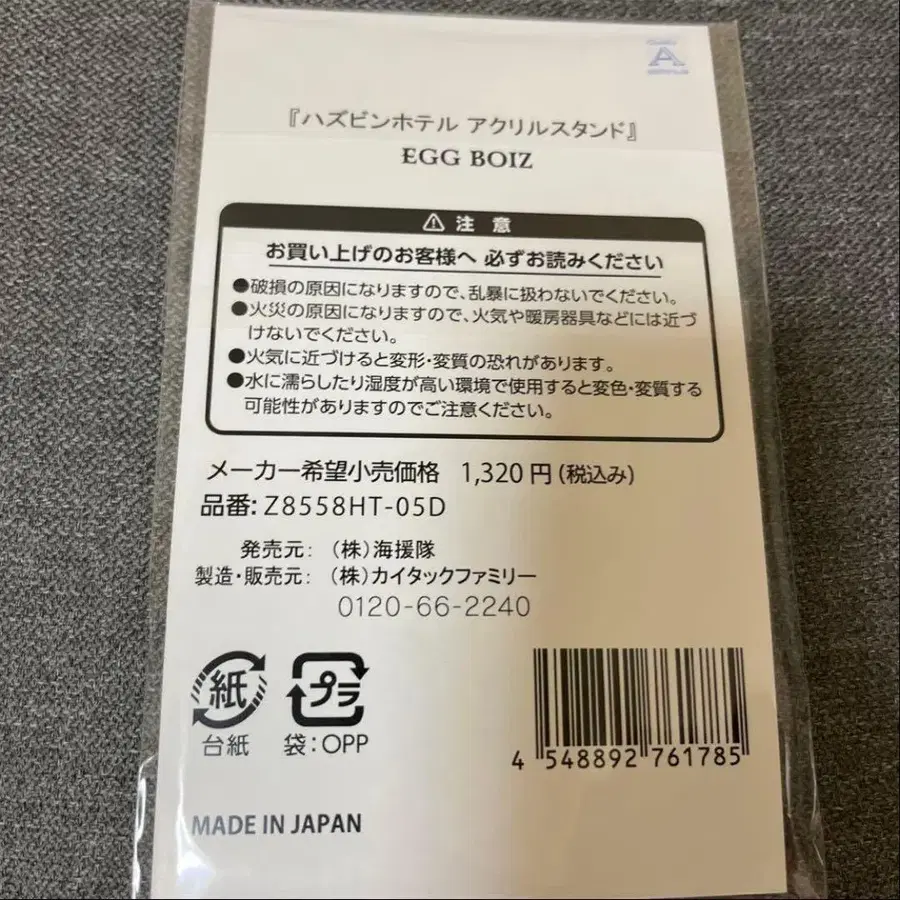 A
『ハズビンホテル アクリルスタンド』
EGG BOIZ
注 意
お買い上げのお客様へ 必ずお読みください
●破損の原因になりますので、乱暴に扱わないでください。
●火災の原因になりますので、火気や暖房器具などには近づ
けないでください。
●火気に近づけると変形・変質の恐れがあります。
●水に濡らしたり湿度が高い環境で使用すると変色・変質する
可能性がありますのでご注意ください。
メーカー希望小売価格 1,320円(税込み)
品番:Z8558HT-05D
発売元: (株)海援隊
製造・販売元: (株)カイタックファミリー
0120-66-2240
紙 プラ
台紙 袋:OPP
4 548892 761785
MADE IN JAPAN